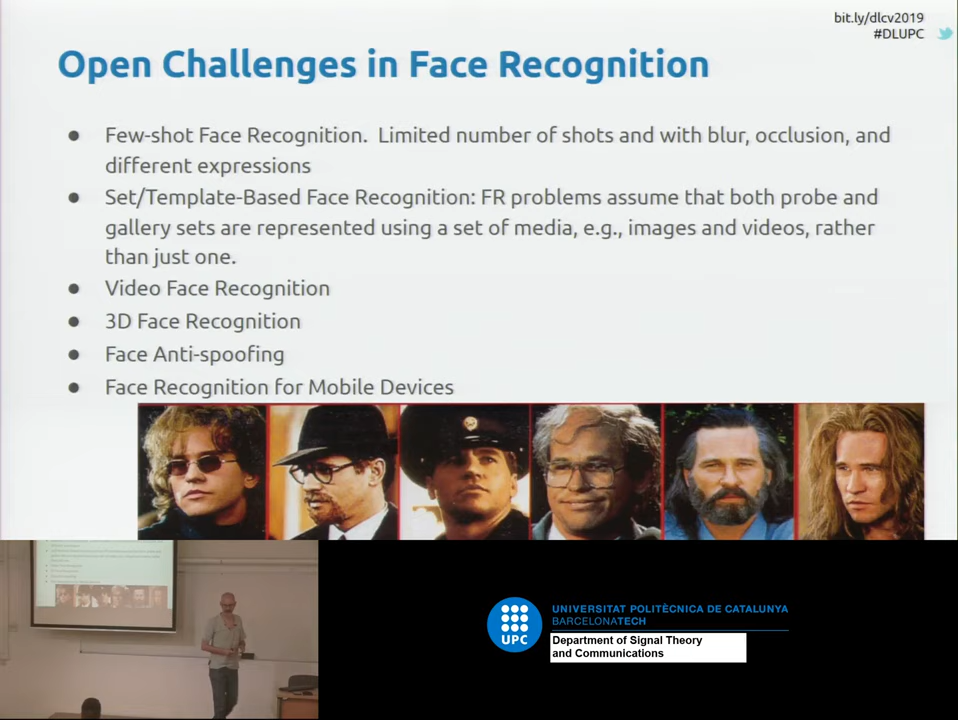 bit.ly/dlcv2019
#DLUPC
Open Challenges in Face Recognition
● Few-shot Face Recognition. Limited number of shots and with blur, occlusion, and
different expressions
● Set/Template-Based Face Recognition: FR problems assume that both probe and
gallery sets are represented using a set of media, e.g., images and videos, rather
than just one.
● Video Face Recognition
● 3D Face Recognition
● Face Anti-spoofing
● Face Recognition for Mobile Devices
UPC
UNIVERSITAT POLITÈCNICA DE CATALUNYA
BARCELONATECH
Department of Signal Theory
and Communications